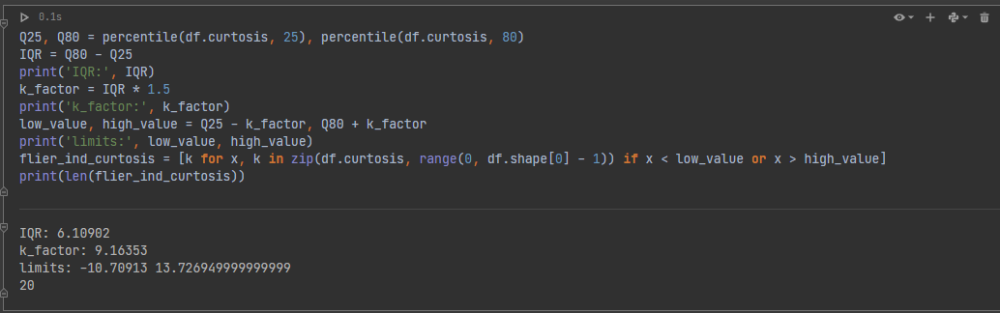 0.1s
Q25, Q80 = percentile(df.curtosis, 25), percentile(df.curtosis, 80)
IQR = Q80 - Q25
print('IQR:', IQR)
k_factor = IQR * 1.5
print('k_factor:', k_factor)
low_value, high_value = Q25 - k_factor, Q80 + k_factor
print('limits:', low_value, high_value)
flier_ind_curtosis = [k for x, k in zip(df.curtosis, range(0, df.shape[0] - 1)) if x < low_value or x > high_value]
print(len(flier_ind_curtosis))
IQR: 6.10902
k_factor: 9.16353
limits: -10.70913 13.726949999999999
20